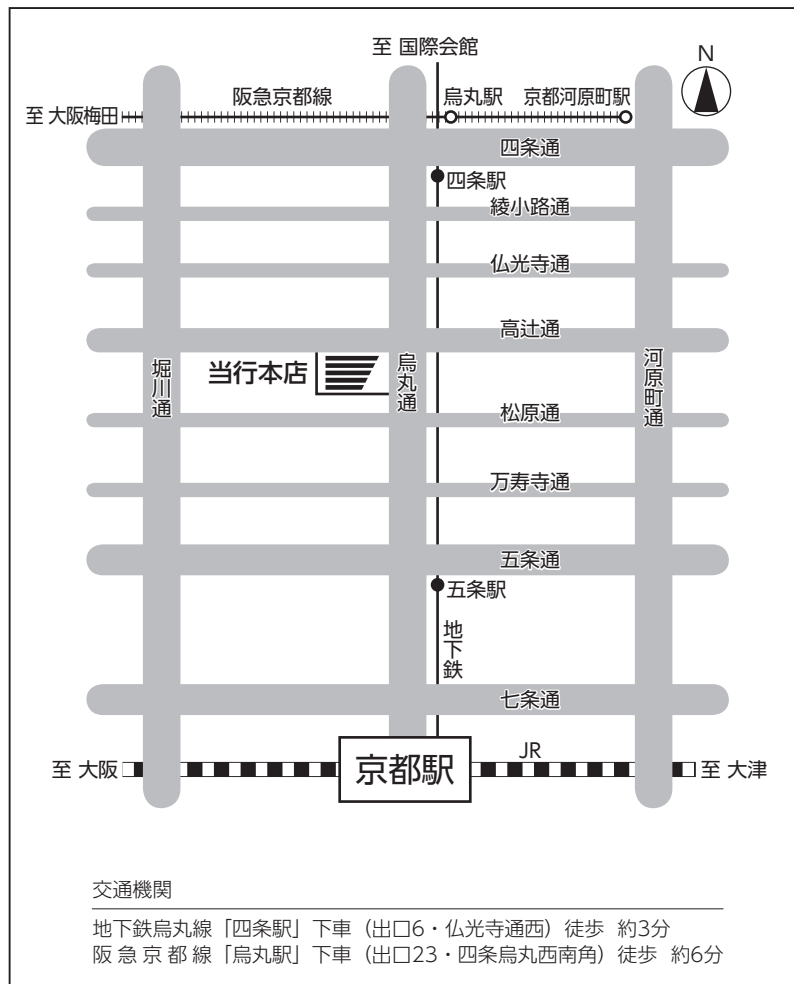 至 国際会館
N
阪急京都線
烏丸駅
京都河原町駅
至 大阪梅田
四条通
四条駅
綾小路通
仏光寺通
高辻通
当行本店
堀川通
烏丸通
河原町通
松原通
万寿寺通
五条通
五条駅
地下鉄
七条通
JR
至 大阪
京都駅
至 大津
交通機関
地下鉄烏丸線「四条駅」下車（出口6・仏光寺通西）徒歩 約3分
阪急京都線「烏丸駅」下車（出口23・四条烏丸西南角）徒歩 約6分